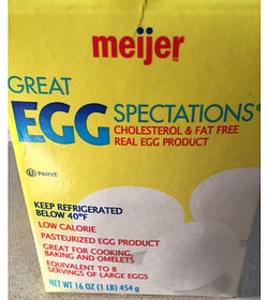 meijer
GREAT
EGG SPECTATIONS®
CHOLESTEROL & FAT FREE
REAL EGG PRODUCT
U PARVE
KEEP REFRIGERATED
BELOW 40°F
LOW CALORIE
PASTEURIZED EGG PRODUCT
GREAT FOR COOKING,
BAKING AND OMELETS
EQUIVALENT TO 8
SERVINGS OF LARGE EGGS
NET WT 16 OZ (1 LB) 454 g